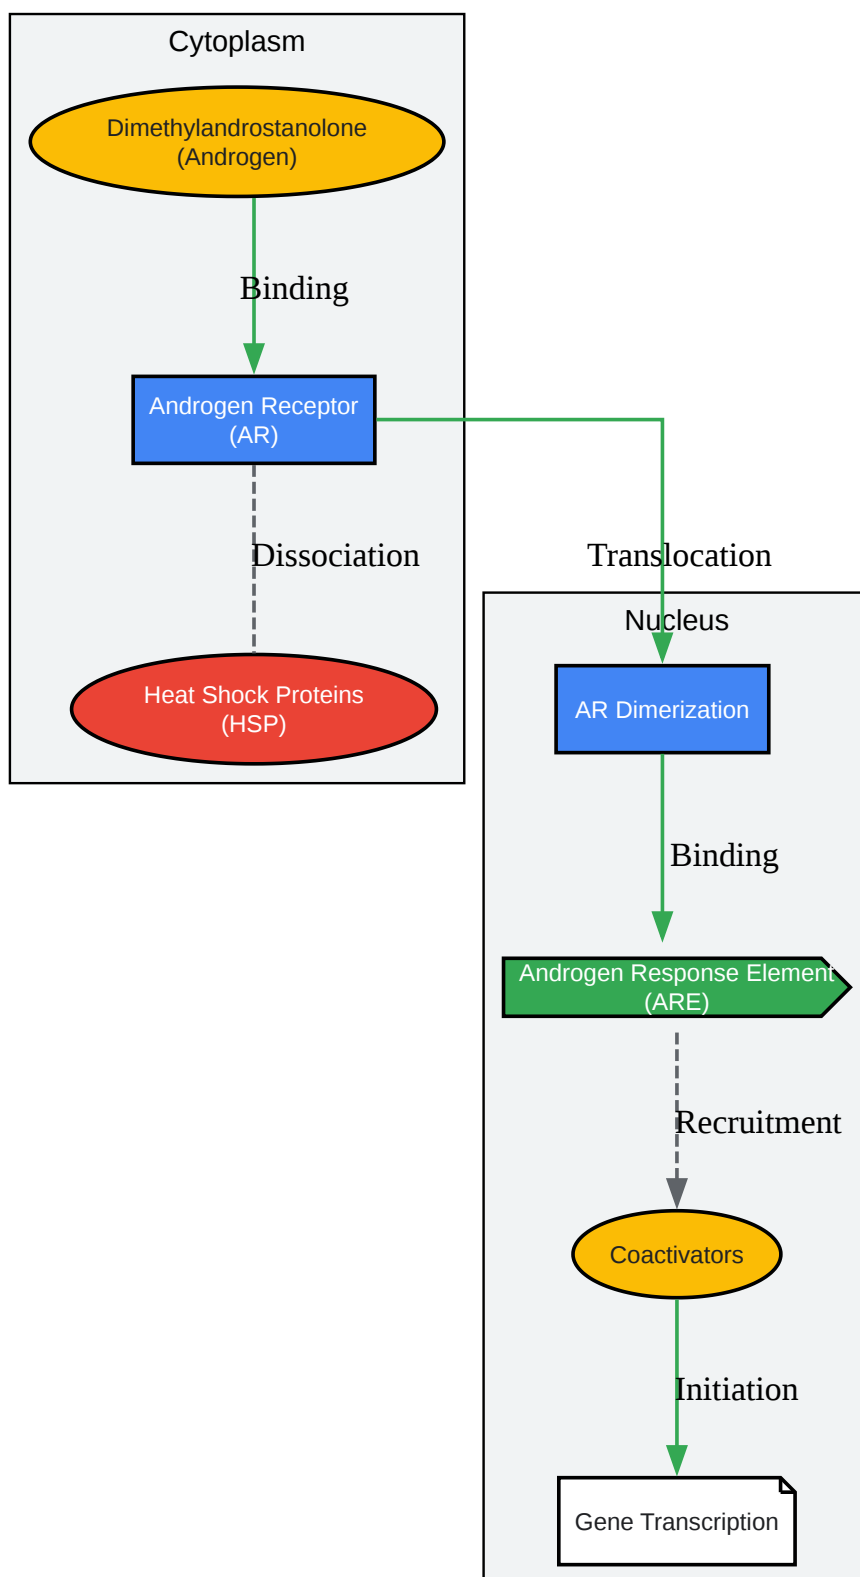 Cytoplasm
Dimethylandrostanolone
(Androgen)
Binding
Androgen Receptor
(AR)
Dissociation
Heat Shock Proteins
(HSP)
Translocation
Nucleus
AR Dimerization
Binding
Androgen Response Element
(ARE)
Recruitment
Coactivators
Initiation
Gene Transcription